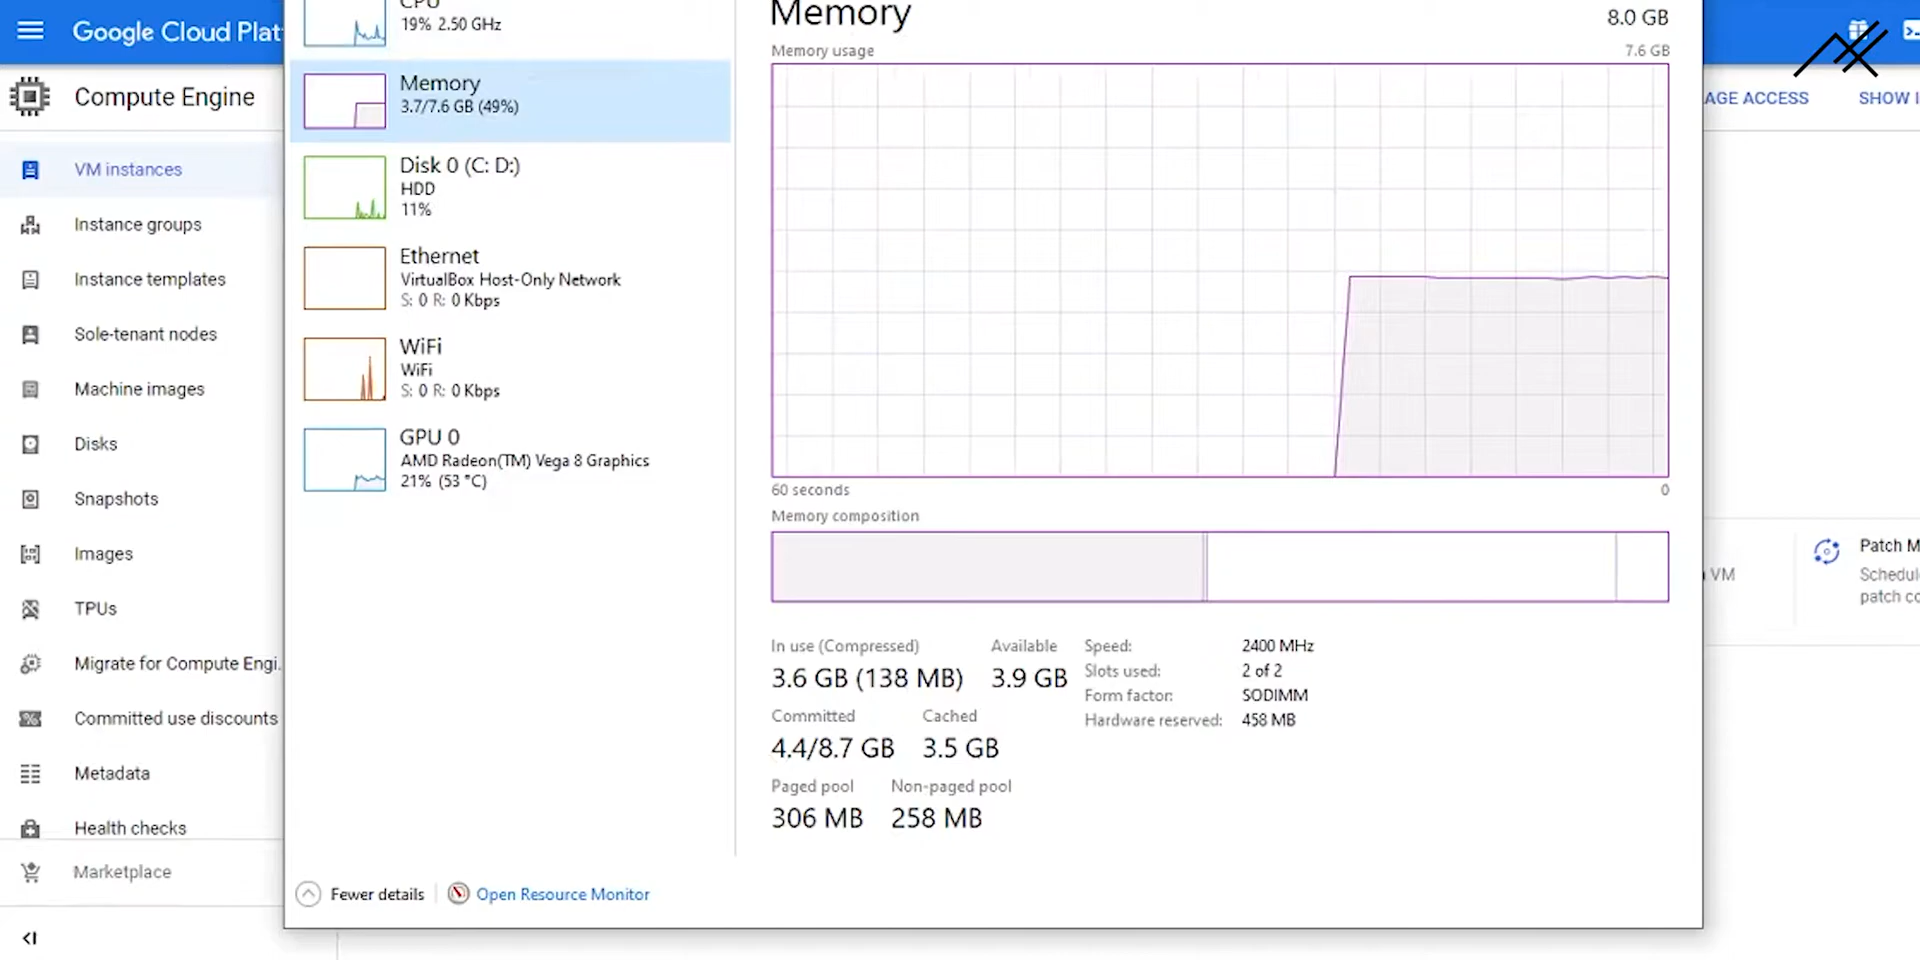 Google Cloud Plat
Compute Engine
VM instances
Instance groups
Instance templates
Sole-tenant nodes
Machine images
Disks
Snapshots
Images
TPUs
Migrate for Compute Engi.
Committed use discounts
Metadata
Health checks
Marketplace
CPU
19% 2.50 GHz
Memory
3.7/7.6 GB (49%)
Disk 0 (C: D:)
HDD
11%
Ethernet
VirtualBox Host-Only Network
S: 0 R: 0 Kbps
WiFi
WiFi
S: 0 R: 0 Kbps
GPU 0
AMD Radeon(TM) Vega 8 Graphics
21% (53 °C)
Fewer details
Open Resource Monitor
Memory
8.0 GB
Memory usage
7.6 GB
60 seconds
0
Memory composition
In use (Compressed)
3.6 GB (138 MB)
Available
3.9 GB
Committed
4.4/8.7 GB
Cached
3.5 GB
Paged pool
306 MB
Non-paged pool
258 MB
Speed: 2400 MHz
Slots used: 2 of 2
Form factor: SODIMM
Hardware reserved: 458 MB
AGE ACCESS
SHOW I
VM
Patch M
Schedul
patch co